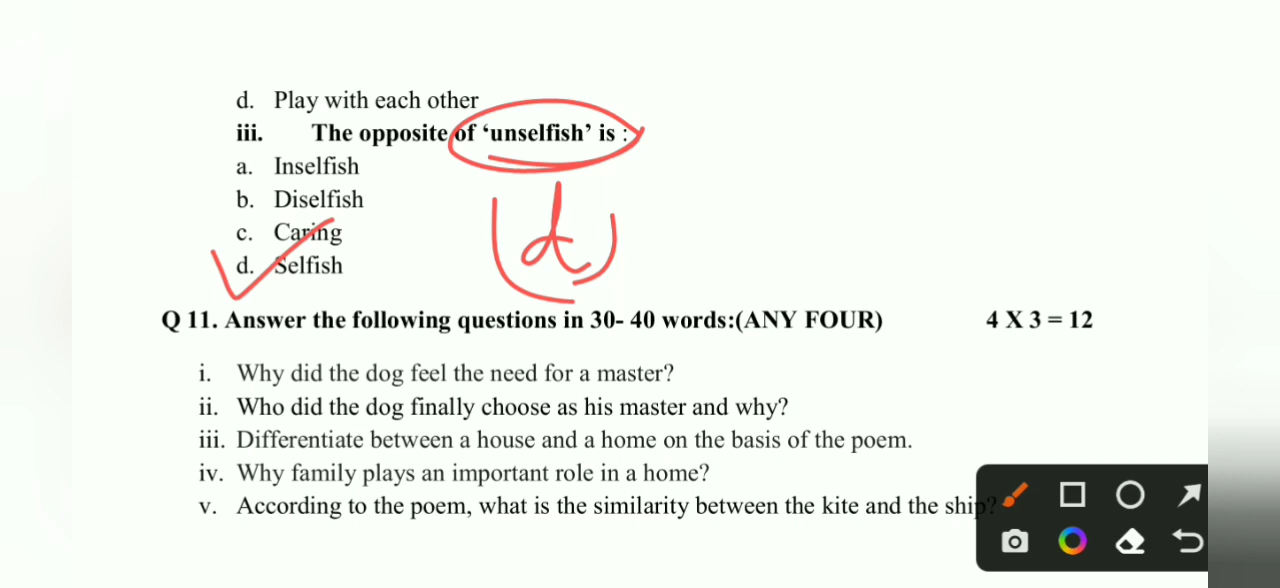 d. Play with each other
iii. The opposite of ‘unselfish’ is :
a. Inselfish
b. Diselfish
(d)
c. Caring
d. Selfish
Q 11. Answer the following questions in 30- 40 words:(ANY FOUR) 4 X 3 = 12
i. Why did the dog feel the need for a master?
ii. Who did the dog finally choose as his master and why?
iii. Differentiate between a house and a home on the basis of the poem.
iv. Why family plays an important role in a home?
v. According to the poem, what is the similarity between the kite and the ship?